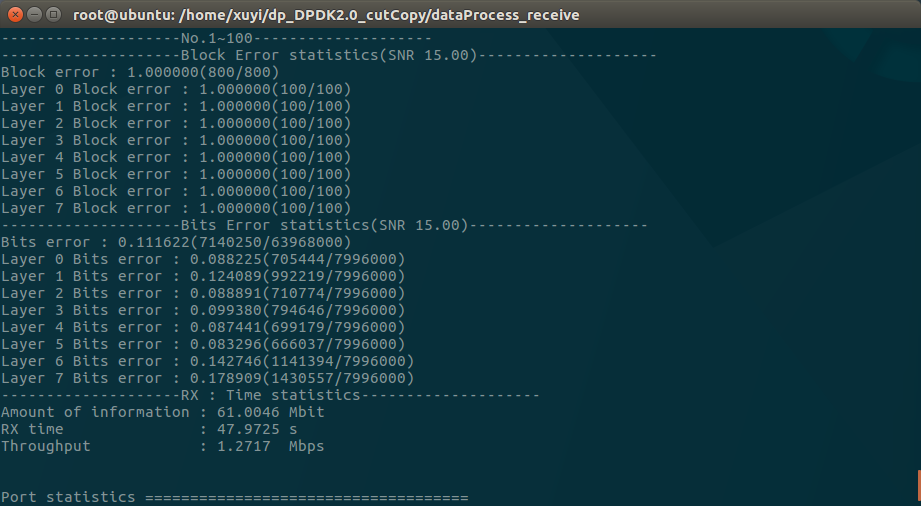 root@ubuntu: /home/xuyi/dp_DPDK2.0_cutCopy/dataProcess_receive
--------------------No.1~100--------------------
--------------------Block Error statistics(SNR 15.00)--------------------
Block error : 1.000000(800/800)
Layer 0 Block error : 1.000000(100/100)
Layer 1 Block error : 1.000000(100/100)
Layer 2 Block error : 1.000000(100/100)
Layer 3 Block error : 1.000000(100/100)
Layer 4 Block error : 1.000000(100/100)
Layer 5 Block error : 1.000000(100/100)
Layer 6 Block error : 1.000000(100/100)
Layer 7 Block error : 1.000000(100/100)
--------------------Bits Error statistics(SNR 15.00)--------------------
Bits error : 0.111622(7140250/63968000)
Layer 0 Bits error : 0.088225(705444/7996000)
Layer 1 Bits error : 0.124089(992219/7996000)
Layer 2 Bits error : 0.088891(710774/7996000)
Layer 3 Bits error : 0.099380(794646/7996000)
Layer 4 Bits error : 0.087441(699179/7996000)
Layer 5 Bits error : 0.083296(666037/7996000)
Layer 6 Bits error : 0.142746(1141394/7996000)
Layer 7 Bits error : 0.178909(1430557/7996000)
--------------------RX : Time statistics--------------------
Amount of information : 61.0046 Mbit
RX time               : 47.9725 s
Throughput            : 1.2717  Mbps
Port statistics ====================================